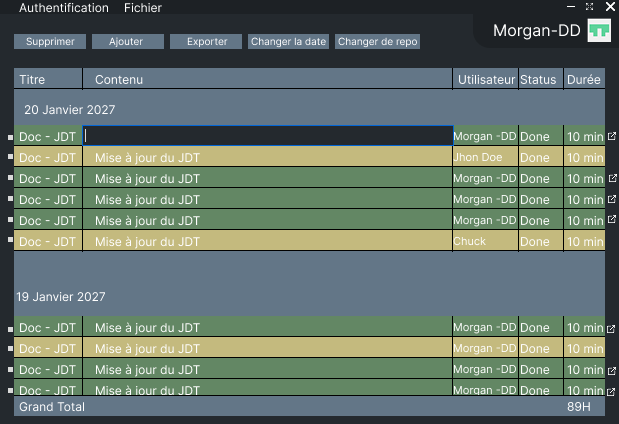 Authentification Fichier
Morgan-DD
Supprimer Ajouter Exporter Changer la date Changer de repo
Titre Contenu Utilisateur Status Durée
20 Janvier 2027
Doc - JDT Morgan -DD Done 10 min
Doc - JDT Mise à jour du JDT Jhon Doe Done 10 min
Doc - JDT Mise à jour du JDT Morgan -DD Done 10 min
Doc - JDT Mise à jour du JDT Morgan -DD Done 10 min
Doc - JDT Mise à jour du JDT Morgan -DD Done 10 min
Doc - JDT Mise à jour du JDT Chuck Done 10 min
19 Janvier 2027
Doc - JDT Mise à jour du JDT Morgan -DD Done 10 min
Doc - JDT Mise à jour du JDT Morgan -DD Done 10 min
Doc - JDT Mise à jour du JDT Morgan -DD Done 10 min
Doc - JDT Mise à jour du JDT Morgan -DD Done 10 min
Grand Total 89H